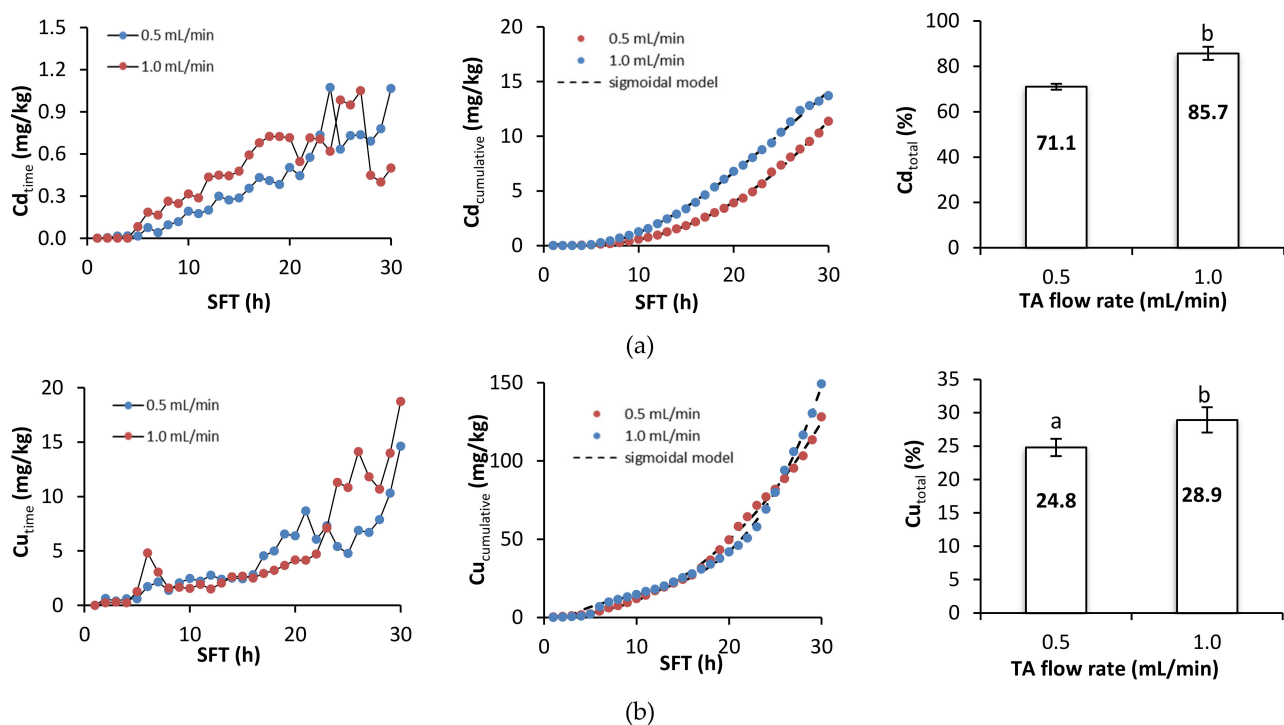 Cd_time (mg/kg)
1.5
1.2
0.9
0.6
0.3
0.0
0.5 mL/min
1.0 mL/min
0 10 20 30
SFT (h)
Cd_cumulative (mg/kg)
20
15
10
5
0
0.5 mL/min
1.0 mL/min
sigmoidal model
0 10 20 30
SFT (h)
Cd_total (%)
100
80
60
40
20
0
b
71.1
85.7
0.5 1.0
TA flow rate (mL/min)
(a)
Cu_time (mg/kg)
20
15
10
5
0
0.5 mL/min
1.0 mL/min
0 10 20 30
SFT (h)
Cu_cumulative (mg/kg)
150
100
50
0
0.5 mL/min
1.0 mL/min
sigmoidal model
0 10 20 30
SFT (h)
Cu_total (%)
35
30
25
20
15
10
5
0
a
b
24.8
28.9
0.5 1.0
TA flow rate (mL/min)
(b)